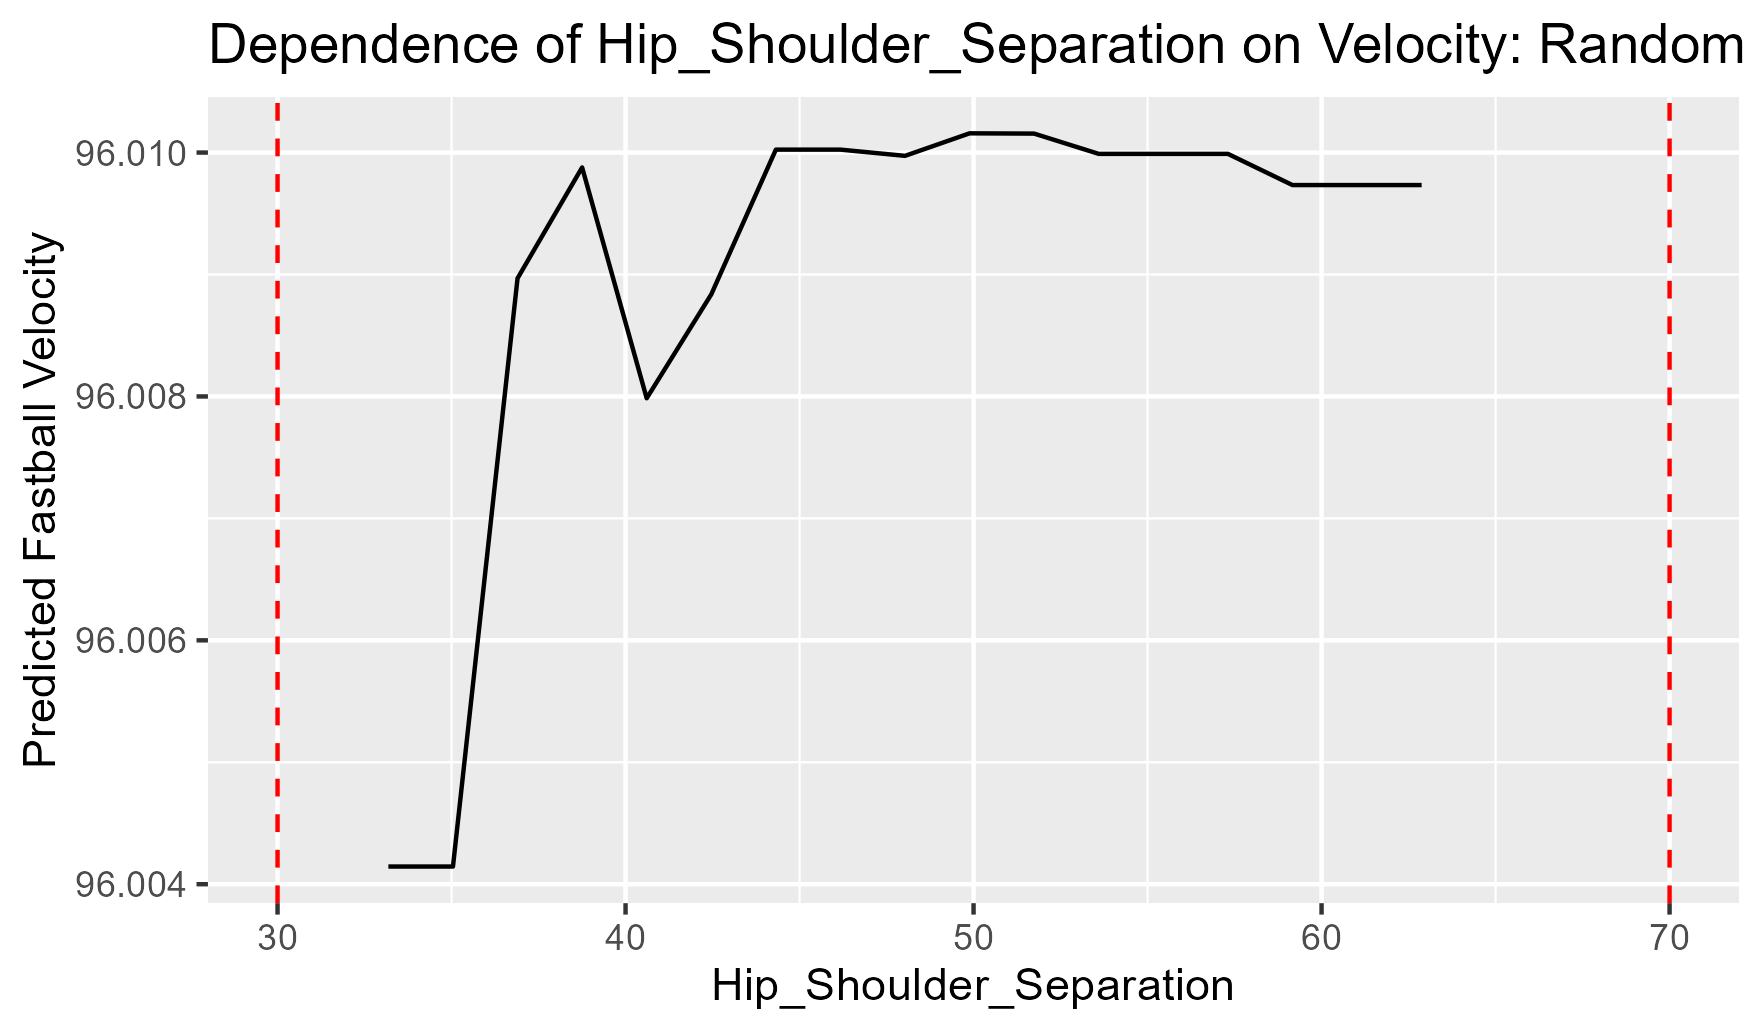 Dependence of Hip_Shoulder_Separation on Velocity: Random
Predicted Fastball Velocity
96.010
96.008
96.006
96.004
30 40 50 60 70
Hip_Shoulder_Separation